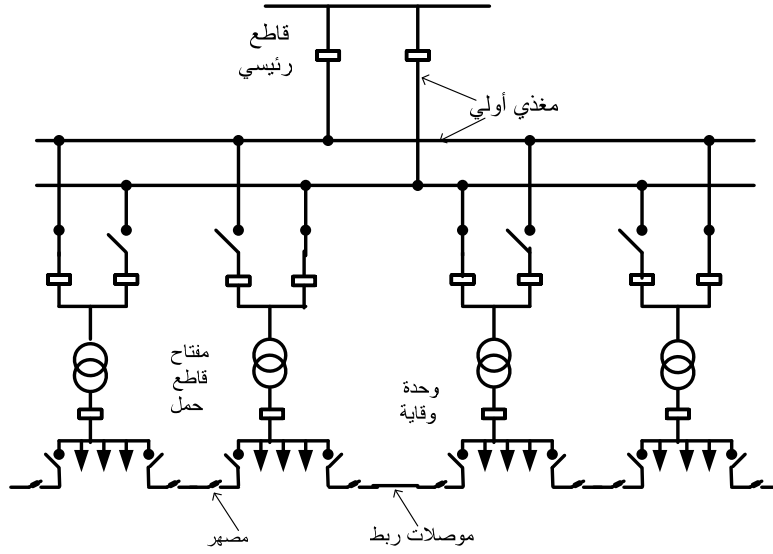 قاطع
رئيسي
مغذي أولي
مفتاح
قاطع
حمل
وحدة
وقاية
مصهر
موصلات ربط